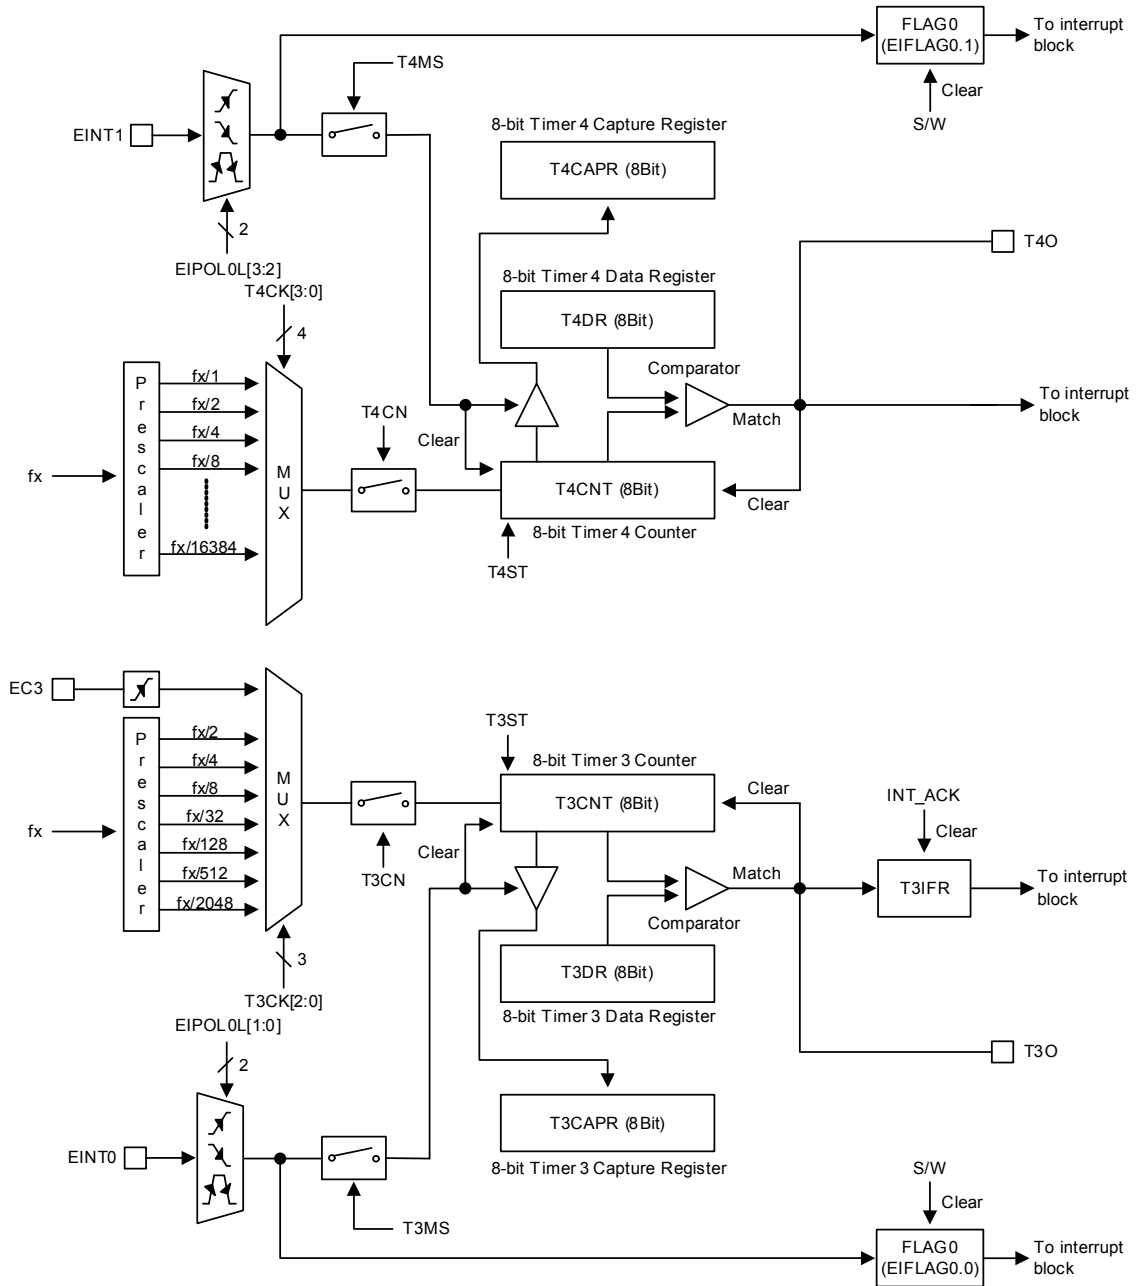 FLAG0
(EIFLAG0.1)
To interrupt
block
Clear
S/W
T4MS
EINT1
2
EIPOL0L[3:2]
8-bit Timer 4 Capture Register
T4CAPR (8Bit)
T4O
T4CK[3:0]
4
8-bit Timer 4 Data Register
T4DR (8Bit)
Comparator
Match
To interrupt
block
fx
Prescaler
fx/1
fx/2
fx/4
fx/8
fx/16384
MUX
T4CN
Clear
T4CNT (8Bit)
Clear
8-bit Timer 4 Counter
T4ST
EC3
fx
Prescaler
fx/2
fx/4
fx/8
fx/32
fx/128
fx/512
fx/2048
MUX
3
T3CK[2:0]
T3CN
T3ST
8-bit Timer 3 Counter
T3CNT (8Bit)
Clear
Clear
Match
Comparator
INT_ACK
Clear
T3IFR
To interrupt
block
T3DR (8Bit)
8-bit Timer 3 Data Register
T3O
EIPOL0L[1:0]
2
EINT0
T3CAPR (8Bit)
8-bit Timer 3 Capture Register
T3MS
S/W
Clear
FLAG0
(EIFLAG0.0)
To interrupt
block